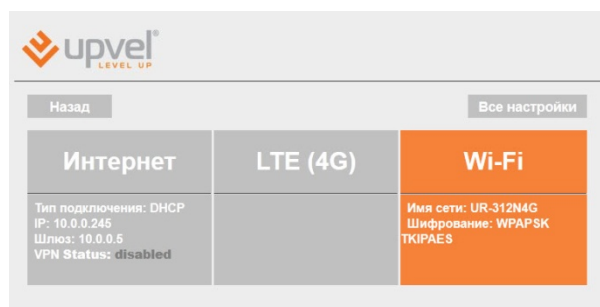 upvel
LEVEL UP
Назад
Все настройки
Интернет
LTE (4G)
Wi-Fi
Тип подключения: DHCP
IP: 10.0.0.245
Шлюз: 10.0.0.5
VPN Status: disabled
Имя сети: UR-312N4G
Шифрование: WPAPSK
TKIPAES